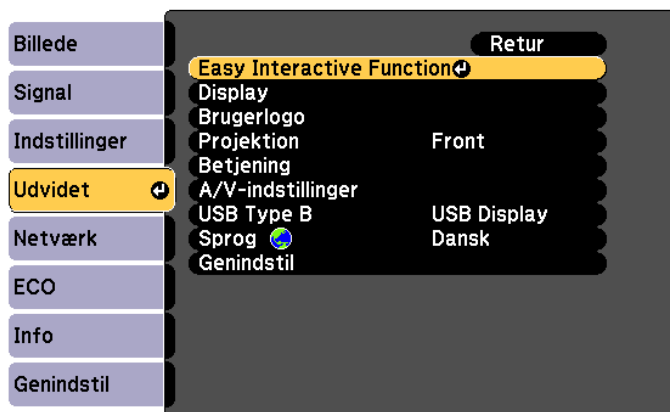 Billede
Signal
Indstillinger
Udvidet
Netværk
ECO
Info
Genindstil
Retur
Easy Interactive Function
Display
Brugerlogo
Projektion Front
Betjening
A/V-indstillinger
USB Type B USB Display
Sprog Dansk
Genindstil